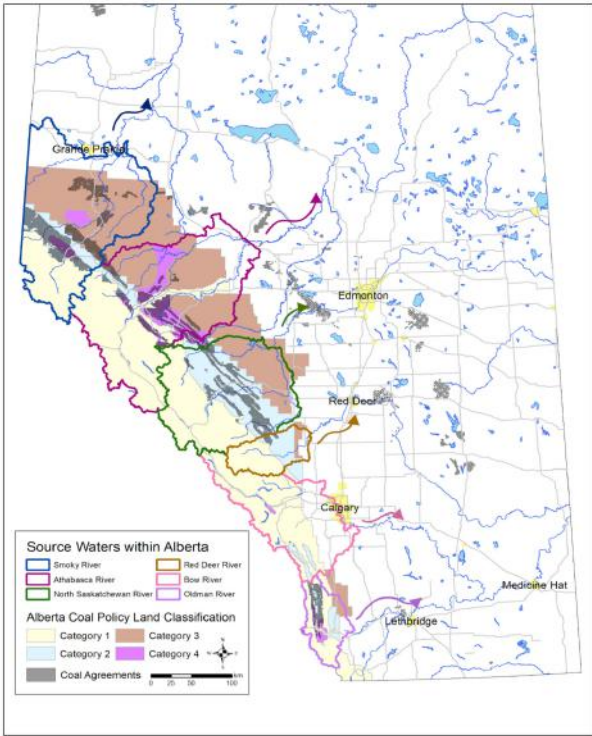 Grande Prairie
Edmonton
Red Deer
Calgary
Medicine Hat
Lethbridge
Source Waters within Alberta
Smoky River
Red Deer River
Athabasca River
Bow River
North Saskatchewan River
Oldman River
Alberta Coal Policy Land Classification
Category 1
Category 3
Category 2
Category 4
Coal Agreements
0 25 50 100
km